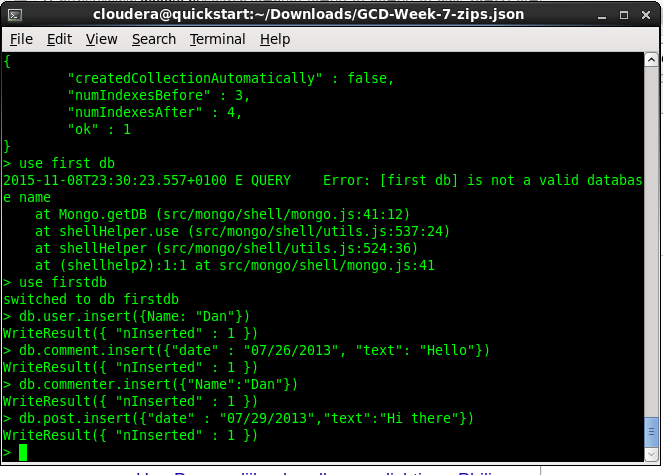 cloudera@quickstart:~/Downloads/GCD-Week-7-zips.json
File Edit View Search Terminal Help
{
"createdCollectionAutomatically" : false,
"numIndexesBefore" : 3,
"numIndexesAfter" : 4,
"ok" : 1
}
> use first db
2015-11-08T23:30:23.557+0100 E QUERY    Error: [first db] is not a valid databas
e name
at Mongo.getDB (src/mongo/shell/mongo.js:41:12)
at shellHelper.use (src/mongo/shell/utils.js:537:24)
at shellHelper (src/mongo/shell/utils.js:524:36)
at (shellhelp2):1:1 at src/mongo/shell/mongo.js:41
> use firstdb
switched to db firstdb
> db.user.insert({Name: "Dan"})
WriteResult({ "nInserted" : 1 })
> db.comment.insert({"date" : "07/26/2013", "text": "Hello"})
WriteResult({ "nInserted" : 1 })
> db.commenter.insert({"Name":"Dan"})
WriteResult({ "nInserted" : 1 })
> db.post.insert({"date" : "07/29/2013","text":"Hi there"})
WriteResult({ "nInserted" : 1 })
>